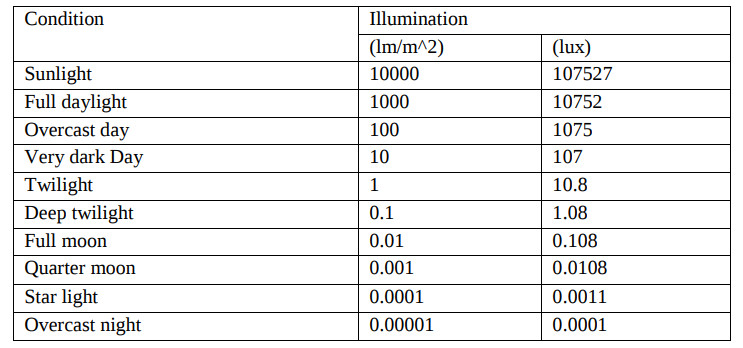 Condition Illumination
(lm/m^2) (lux)
Sunlight 10000 107527
Full daylight 1000 10752
Overcast day 100 1075
Very dark Day 10 107
Twilight 1 10.8
Deep twilight 0.1 1.08
Full moon 0.01 0.108
Quarter moon 0.001 0.0108
Star light 0.0001 0.0011
Overcast night 0.00001 0.0001